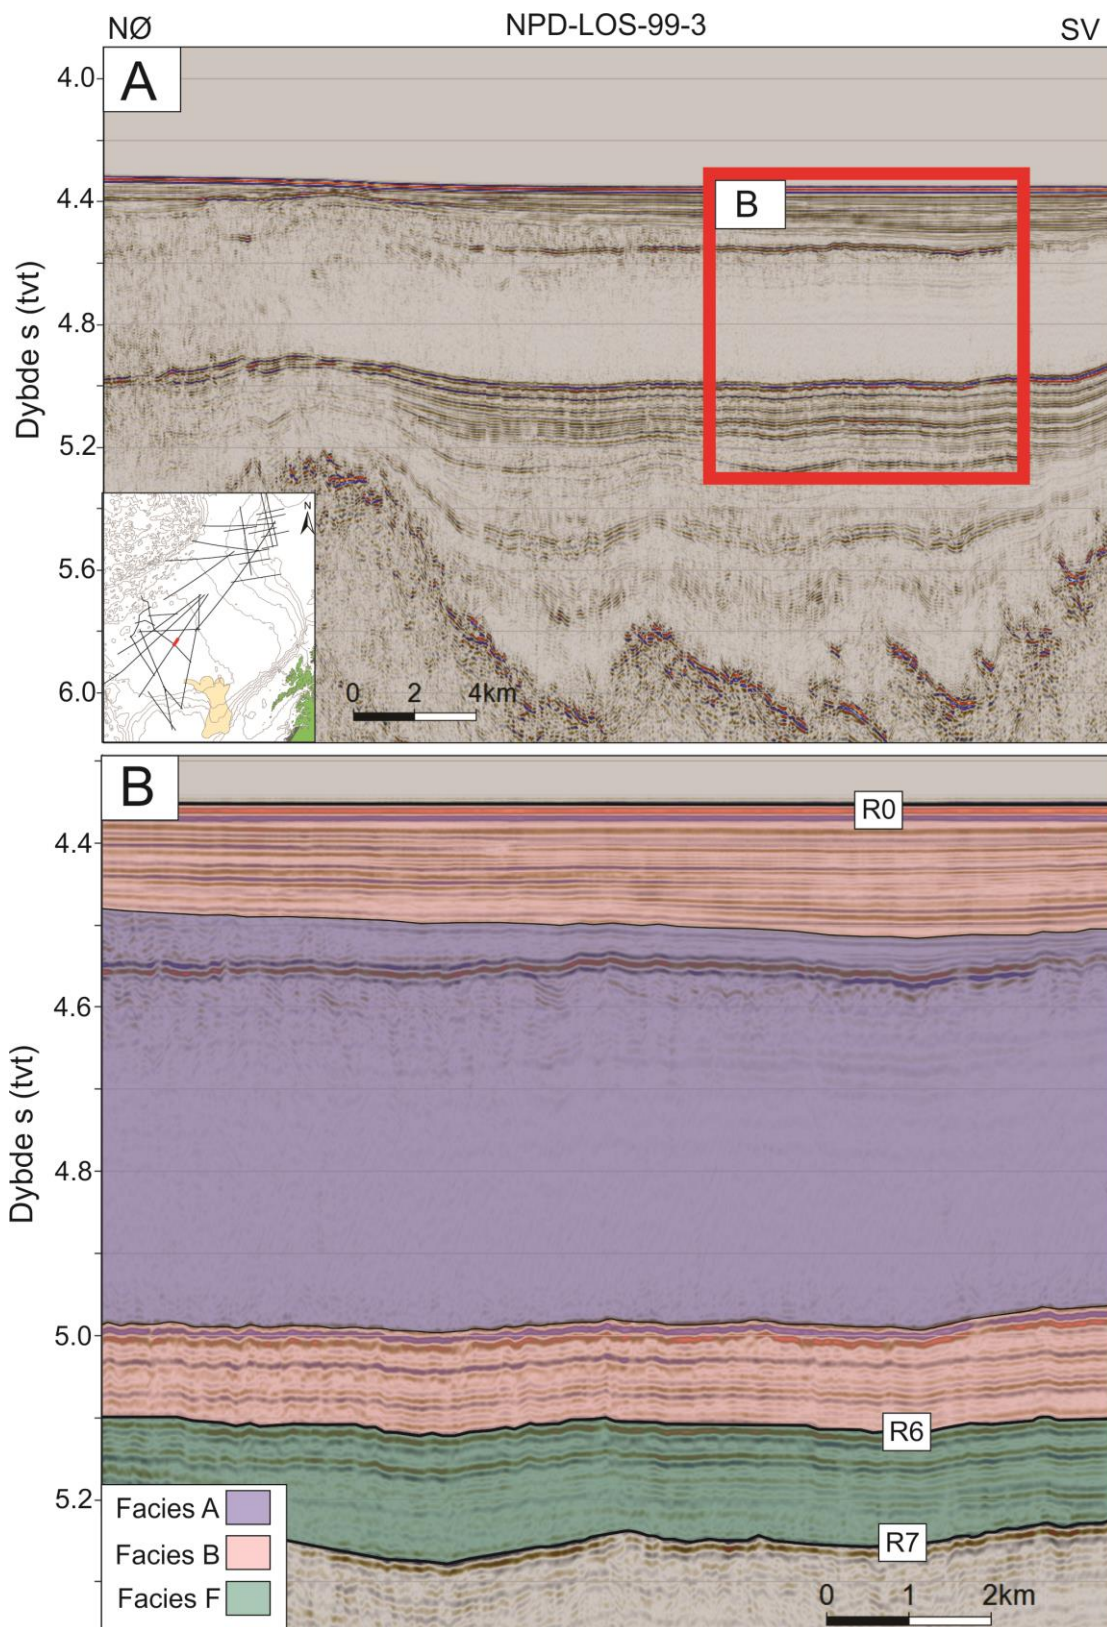 NØ NPD-LOS-99-3 SV
A
4.0
4.4
B
4.8
5.2
5.6
6.0
Dybde s (tvt)
N
0 2 4km
B
R0
4.4
4.6
4.8
5.0
R6
5.2
R7
Dybde s (tvt)
Facies A
Facies B
Facies F
0 1 2km